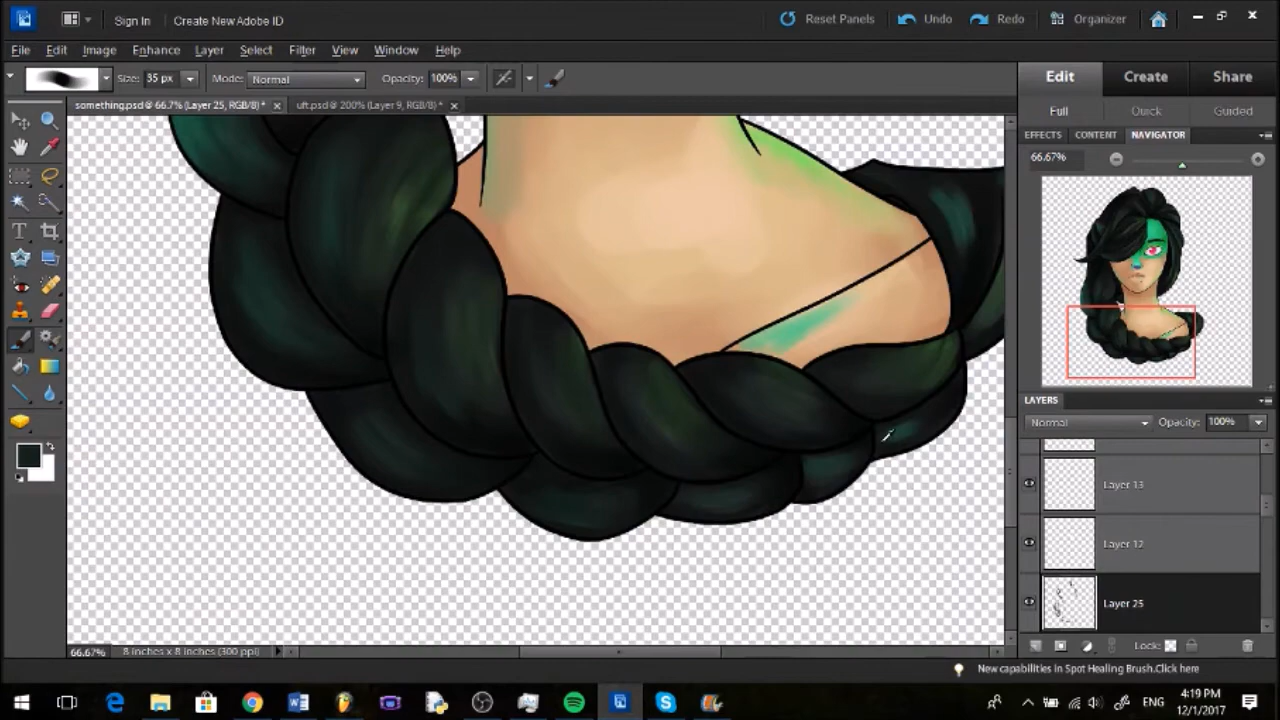 Sign In Create New Adobe ID Reset Panels Undo Redo Organizer
File Edit Image Enhance Layer Select Filter View Window Help
Size: 35 px Mode: Normal Opacity: 100%
Edit Create Share
something.psd @ 66.7% (Layer 25, RGB/8) * uft.psd @ 200% (Layer 9, RGB/8) *
Full Quick Guided
EFFECTS CONTENT NAVIGATOR
66.67%
LAYERS
Normal Opacity: 100%
Layer 13
Layer 12
Layer 25
Lock:
66.67% 8 inches x 8 inches (300 ppi)
New capabilities in Spot Healing Brush.Click here
ENG 4:19 PM
12/1/2017